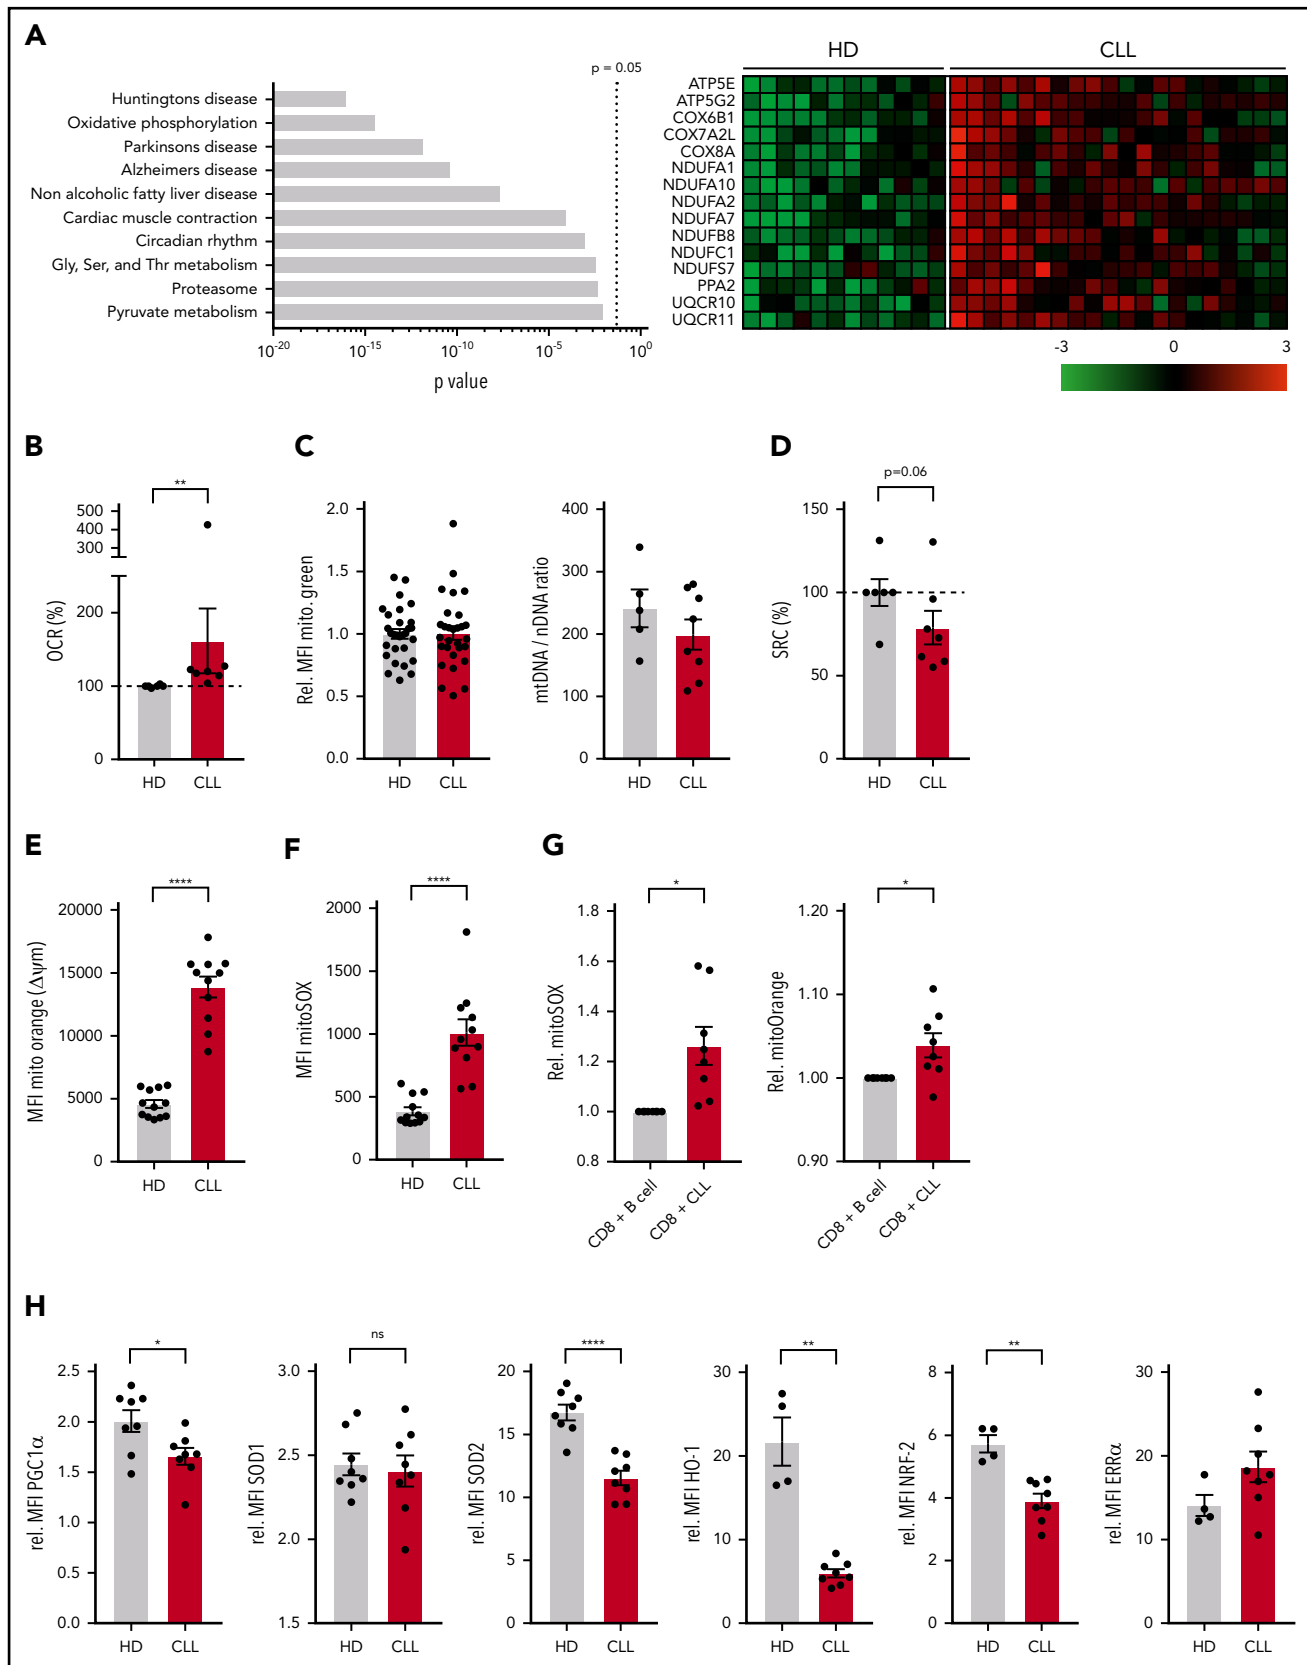 A
HD
CLL
p = 0.05
Huntingtons disease
Oxidative phosphorylation
Parkinsons disease
Alzheimers disease
Non alcoholic fatty liver disease
Cardiac muscle contraction
Circadian rhythm
Gly, Ser, and Thr metabolism
Proteasome
Pyruvate metabolism
10-20
10-15
10-10
10-5
100
p value
ATP5E
ATP5G2
COX6B1
COX7A2L
COX8A
NDUFA1
NDUFA10
NDUFA2
NDUFA7
NDUFB8
NDUFC1
NDUFS7
PPA2
UQCR10
UQCR11
-3
0
3
B
**
OCR (%)
500
400
300
200
100
0
HD
CLL
C
Rel. MFI mito. green
2.0
1.5
1.0
0.5
0.0
HD
CLL
mtDNA / nDNA ratio
400
300
200
100
0
HD
CLL
D
p=0.06
SRC (%)
150
100
50
0
HD
CLL
E
****
MFI mito orange (Δψm)
20000
15000
10000
5000
0
HD
CLL
F
****
MFI mitoSOX
2000
1500
1000
500
0
HD
CLL
G
*
Rel. mitoSOX
1.8
1.6
1.4
1.2
1.0
0.8
CD8 + B cell
CD8 + CLL
*
Rel. mitoOrange
1.20
1.10
1.00
0.90
CD8 + B cell
CD8 + CLL
H
*
rel. MFI PGC1α
2.5
2.0
1.5
1.0
0.5
0.0
HD
CLL
ns
rel. MFI SOD1
3.0
2.5
2.0
1.5
HD
CLL
****
rel. MFI SOD2
20
15
10
5
0
HD
CLL
**
rel. MFI HO-1
30
20
10
0
HD
CLL
**
rel. MFI NRF-2
8
6
4
2
0
HD
CLL
rel. MFI ERRα
30
20
10
0
HD
CLL